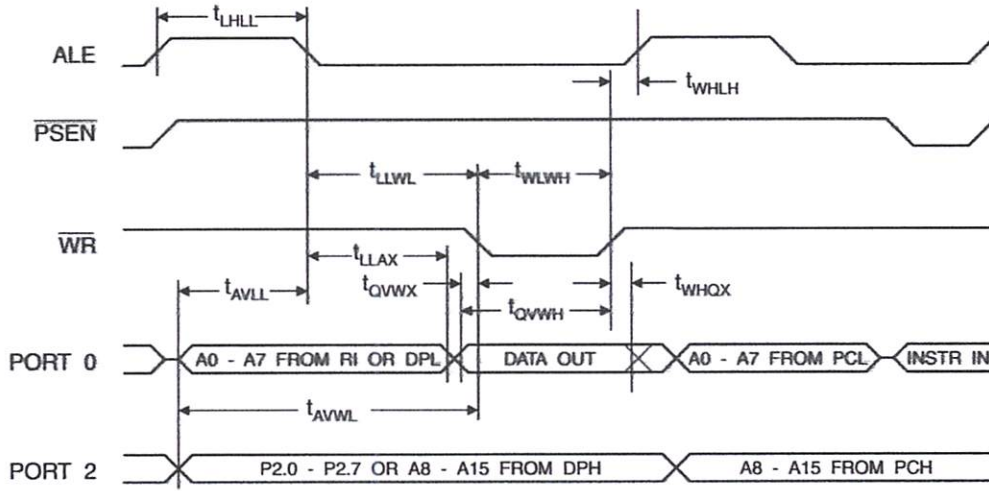 tLHLL
ALE
tWHLH
PSEN
tLLWL
tWLWH
WR
tLLAX
tQVWX
tWHQX
tAVLL
tQVWH
PORT 0
A0 - A7 FROM RI OR DPL
DATA OUT
A0 - A7 FROM PCL
INSTR IN
tAVWL
PORT 2
P2.0 - P2.7 OR A8 - A15 FROM DPH
A8 - A15 FROM PCH